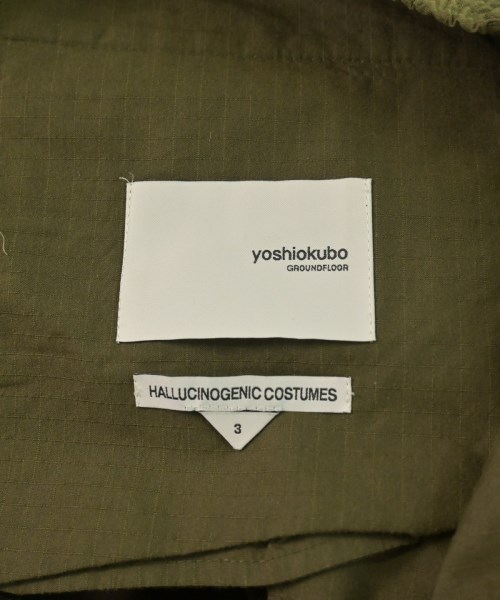 yoshiokubo
GROUNDFLOOR
HALLUCINOGENIC COSTUMES
3